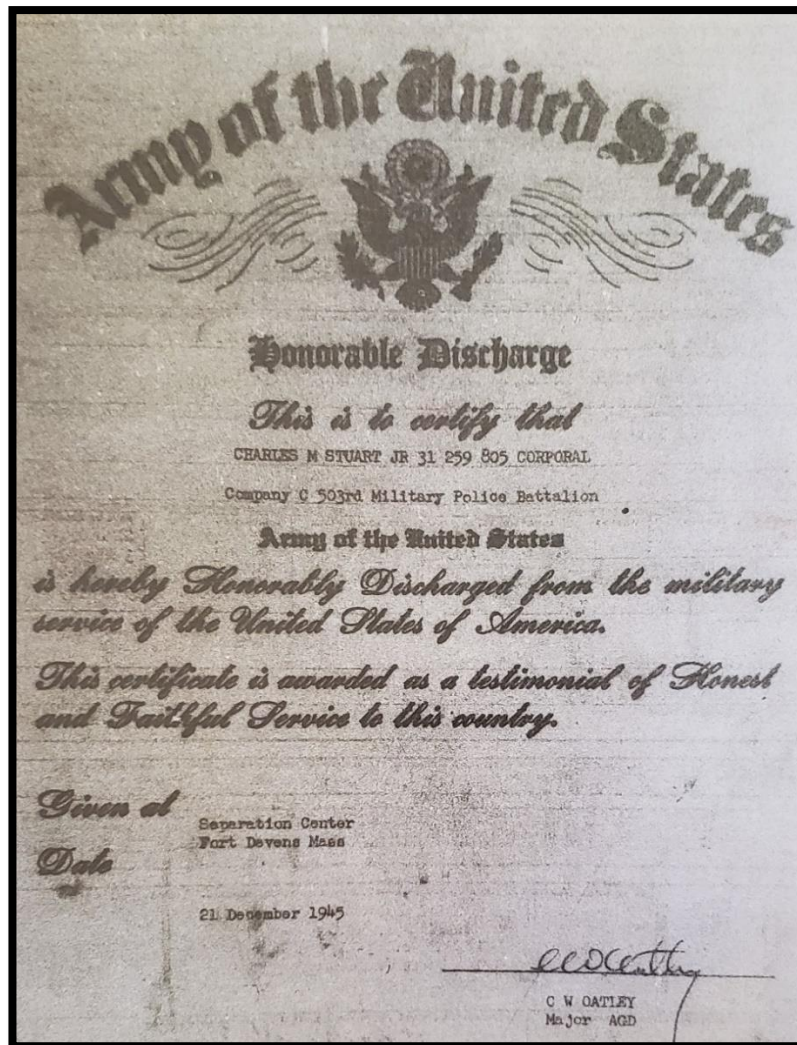 Army of the United States
Honorable Discharge
This is to certify that
CHARLES M STUART JR 31 259 805 CORPORAL
Company C 503rd Military Police Battalion
Army of the United States
is hereby Honorably Discharged from the military
service of the United States of America.
This certificate is awarded as a testimonial of Honest
and Faithful Service to this country.
Given at
Separation Center
Fort Devens Mass
Date
21 December 1945
C W OATLEY
Major AGD